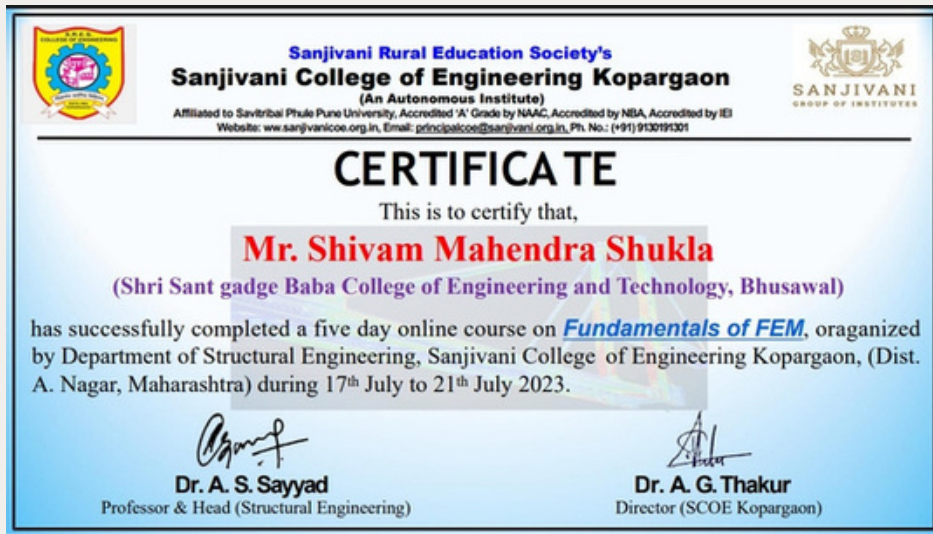 S.R.E.S.
COLLEGE OF ENGINEERING
Sanjivani Rural Education Society's
Sanjivani College of Engineering Kopargaon
(An Autonomous Institute)
Affiliated to Savitribai Phule Pune University, Accredited 'A' Grade by NAAC, Accredited by NBA, Accredited by IEI
Website: ww.sanjivanicoe.org.in, Email: principalcoe@sanjivani.org.in, Ph. No.: (+91) 9130191301
SANJIVANI
GROUP OF INSTITUTES
CERTIFICATE
This is to certify that,
Mr. Shivam Mahendra Shukla
(Shri Sant gadge Baba College of Engineering and Technology, Bhusawal)
has successfully completed a five day online course on Fundamentals of FEM, oraganized
by Department of Structural Engineering, Sanjivani College of Engineering Kopargaon, (Dist.
A. Nagar, Maharashtra) during 17th July to 21th July 2023.
Dr. A. S. Sayyad
Professor & Head (Structural Engineering)
Dr. A. G. Thakur
Director (SCOE Kopargaon)